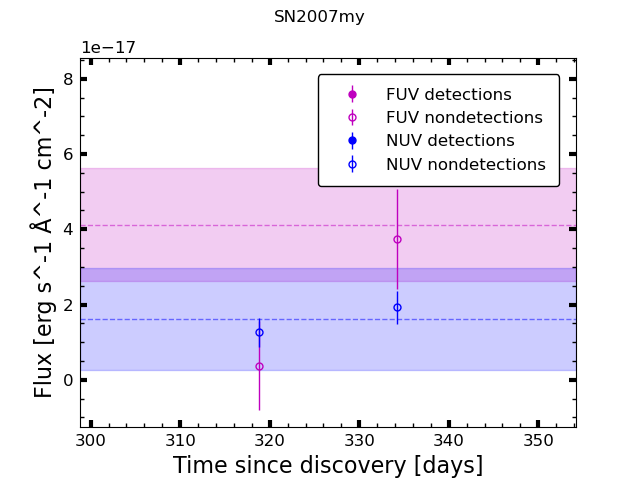 SN2007my
1e−17
FUV detections
FUV nondetections
NUV detections
NUV nondetections
8
6
4
2
0
Flux [erg s^-1 Å^-1 cm^-2]
300 310 320 330 340 350
Time since discovery [days]